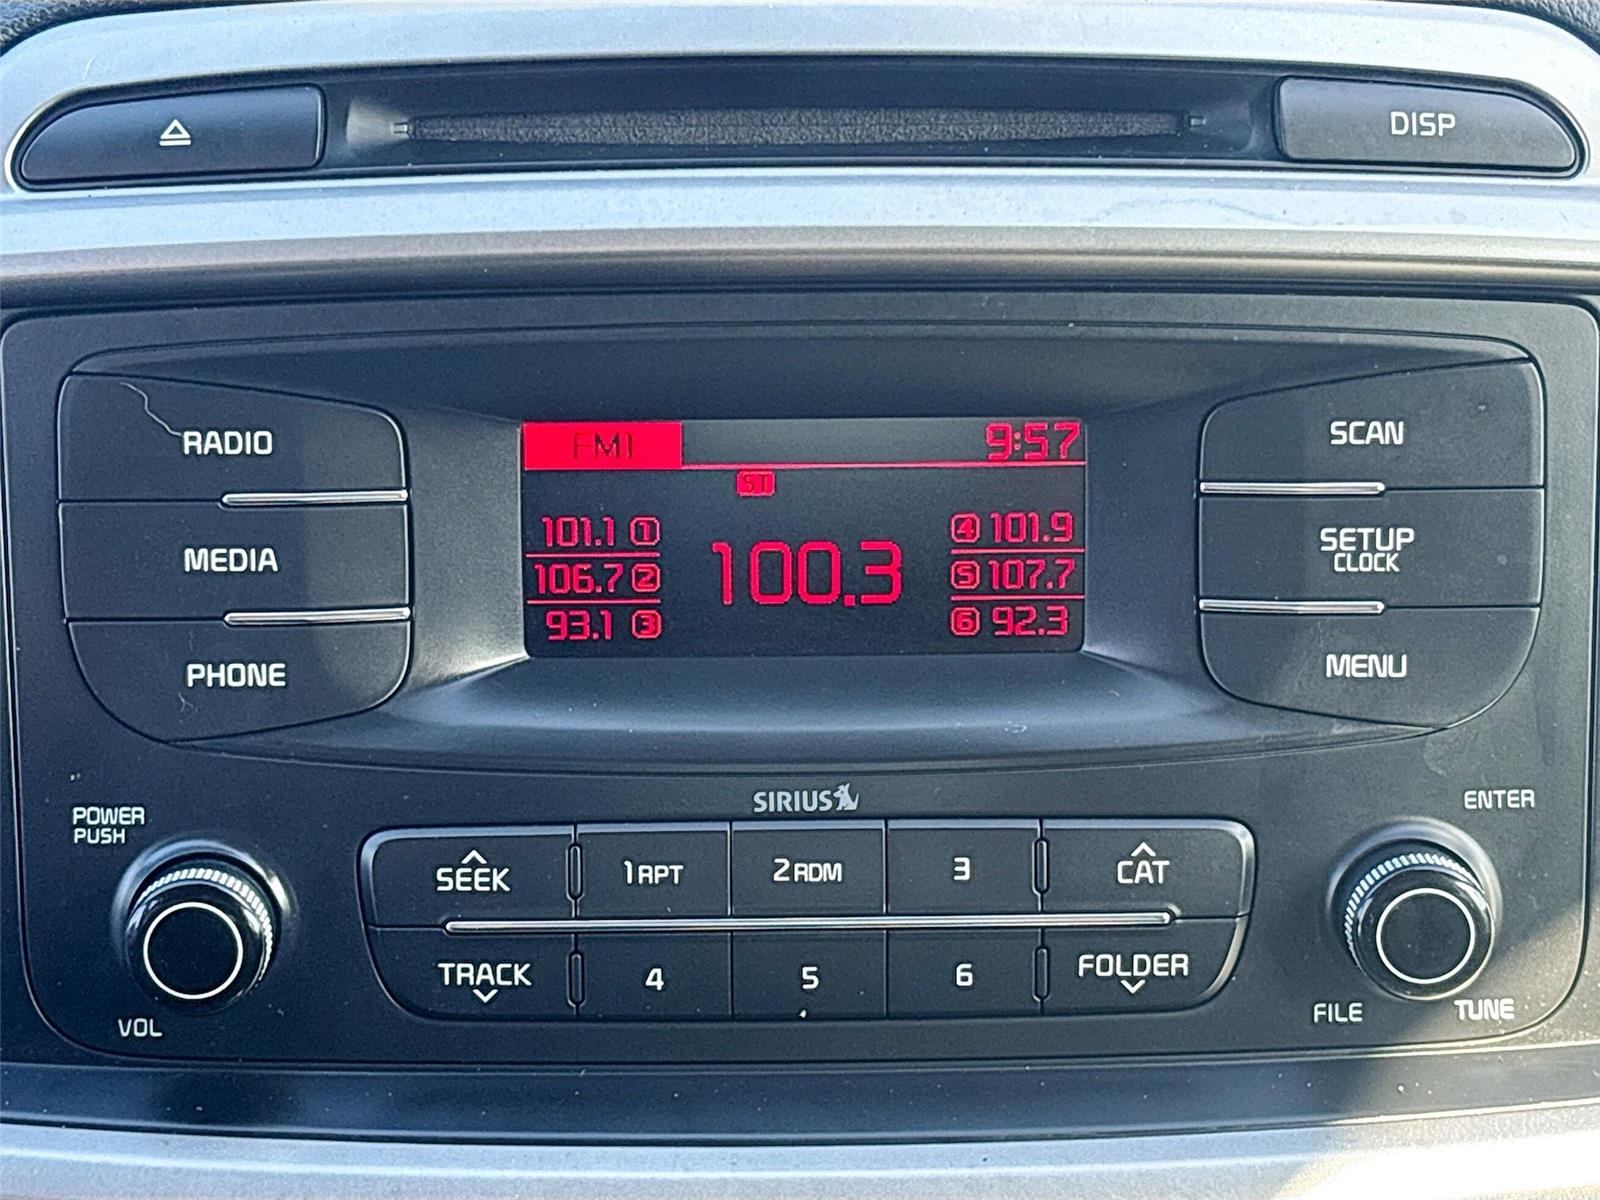 DISP
RADIO
MEDIA
PHONE
FM1
9:57
ST
101.1 1
106.7 2
93.1 3
100.3
4 101.9
5 107.7
6 92.3
SCAN
SETUP
CLOCK
MENU
POWER
PUSH
VOL
SIRIUS
SEEK
1 RPT
2 RDM
3
CAT
TRACK
4
5
6
FOLDER
ENTER
FILE
TUNE